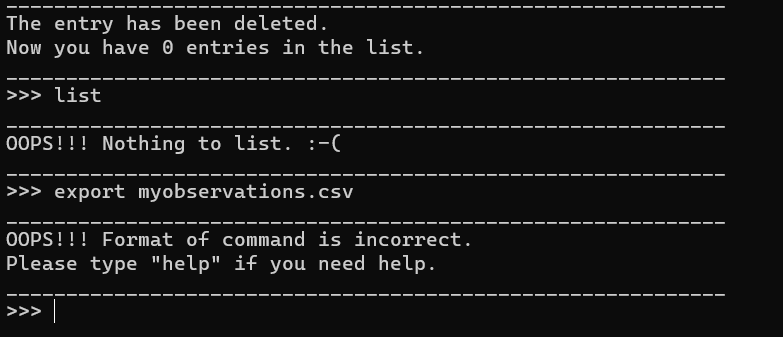 ____________________________________________________________
The entry has been deleted.
Now you have 0 entries in the list.
____________________________________________________________
>>> list
____________________________________________________________
OOPS!!! Nothing to list. :-(
____________________________________________________________
>>> export myobservations.csv
____________________________________________________________
OOPS!!! Format of command is incorrect.
Please type "help" if you need help.
____________________________________________________________
>>>